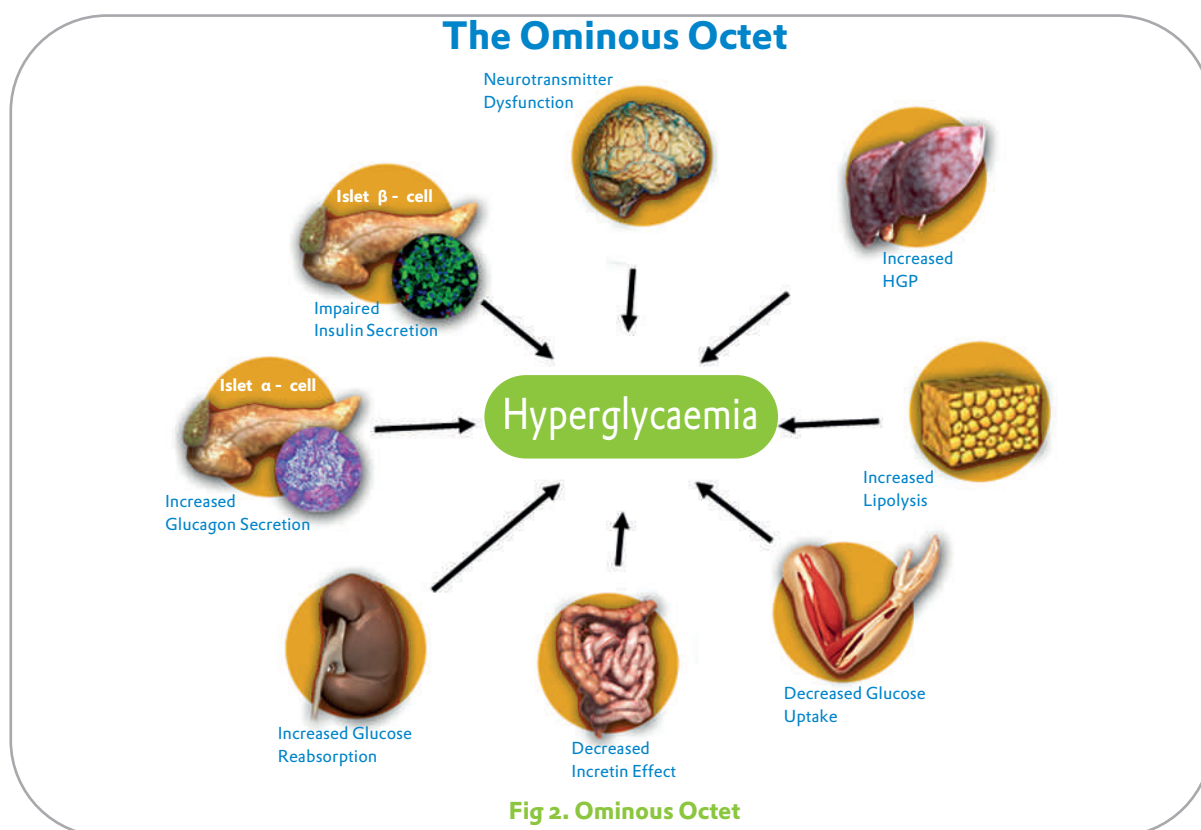 The Ominous Octet
Neurotransmitter
Dysfunction
Islet β - cell
Impaired
Insulin Secretion
Increased
HGP
Islet α - cell
Increased
Glucagon Secretion
Hyperglycaemia
Increased
Lipolysis
Increased Glucose
Reabsorption
Decreased
Incretin Effect
Decreased Glucose
Uptake
Fig 2. Ominous Octet